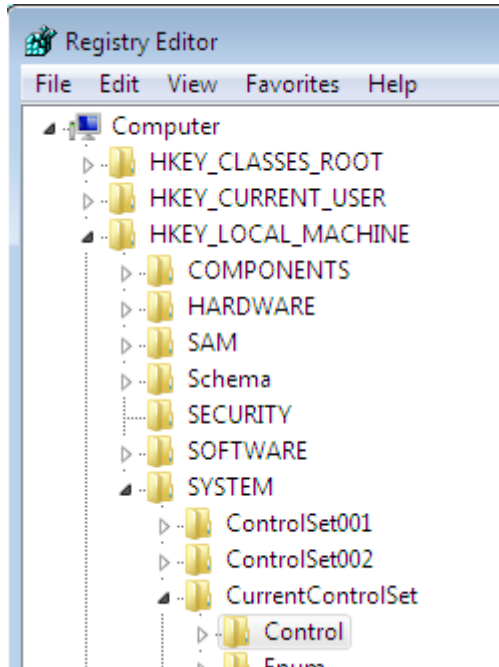 Registry Editor
File Edit View Favorites Help
Computer
HKEY_CLASSES_ROOT
HKEY_CURRENT_USER
HKEY_LOCAL_MACHINE
COMPONENTS
HARDWARE
SAM
Schema
SECURITY
SOFTWARE
SYSTEM
ControlSet001
ControlSet002
CurrentControlSet
Control
Enum